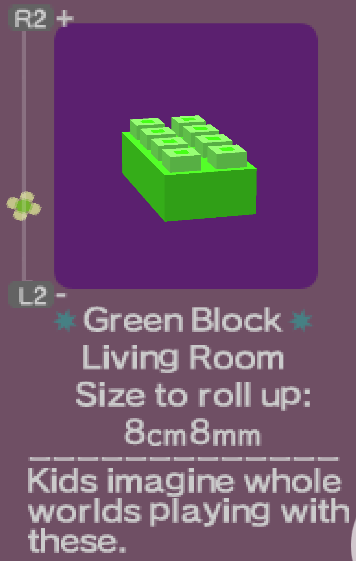 R2 +
L2 -
Green Block
Living Room
Size to roll up:
8cm8mm
Kids imagine whole
worlds playing with
these.